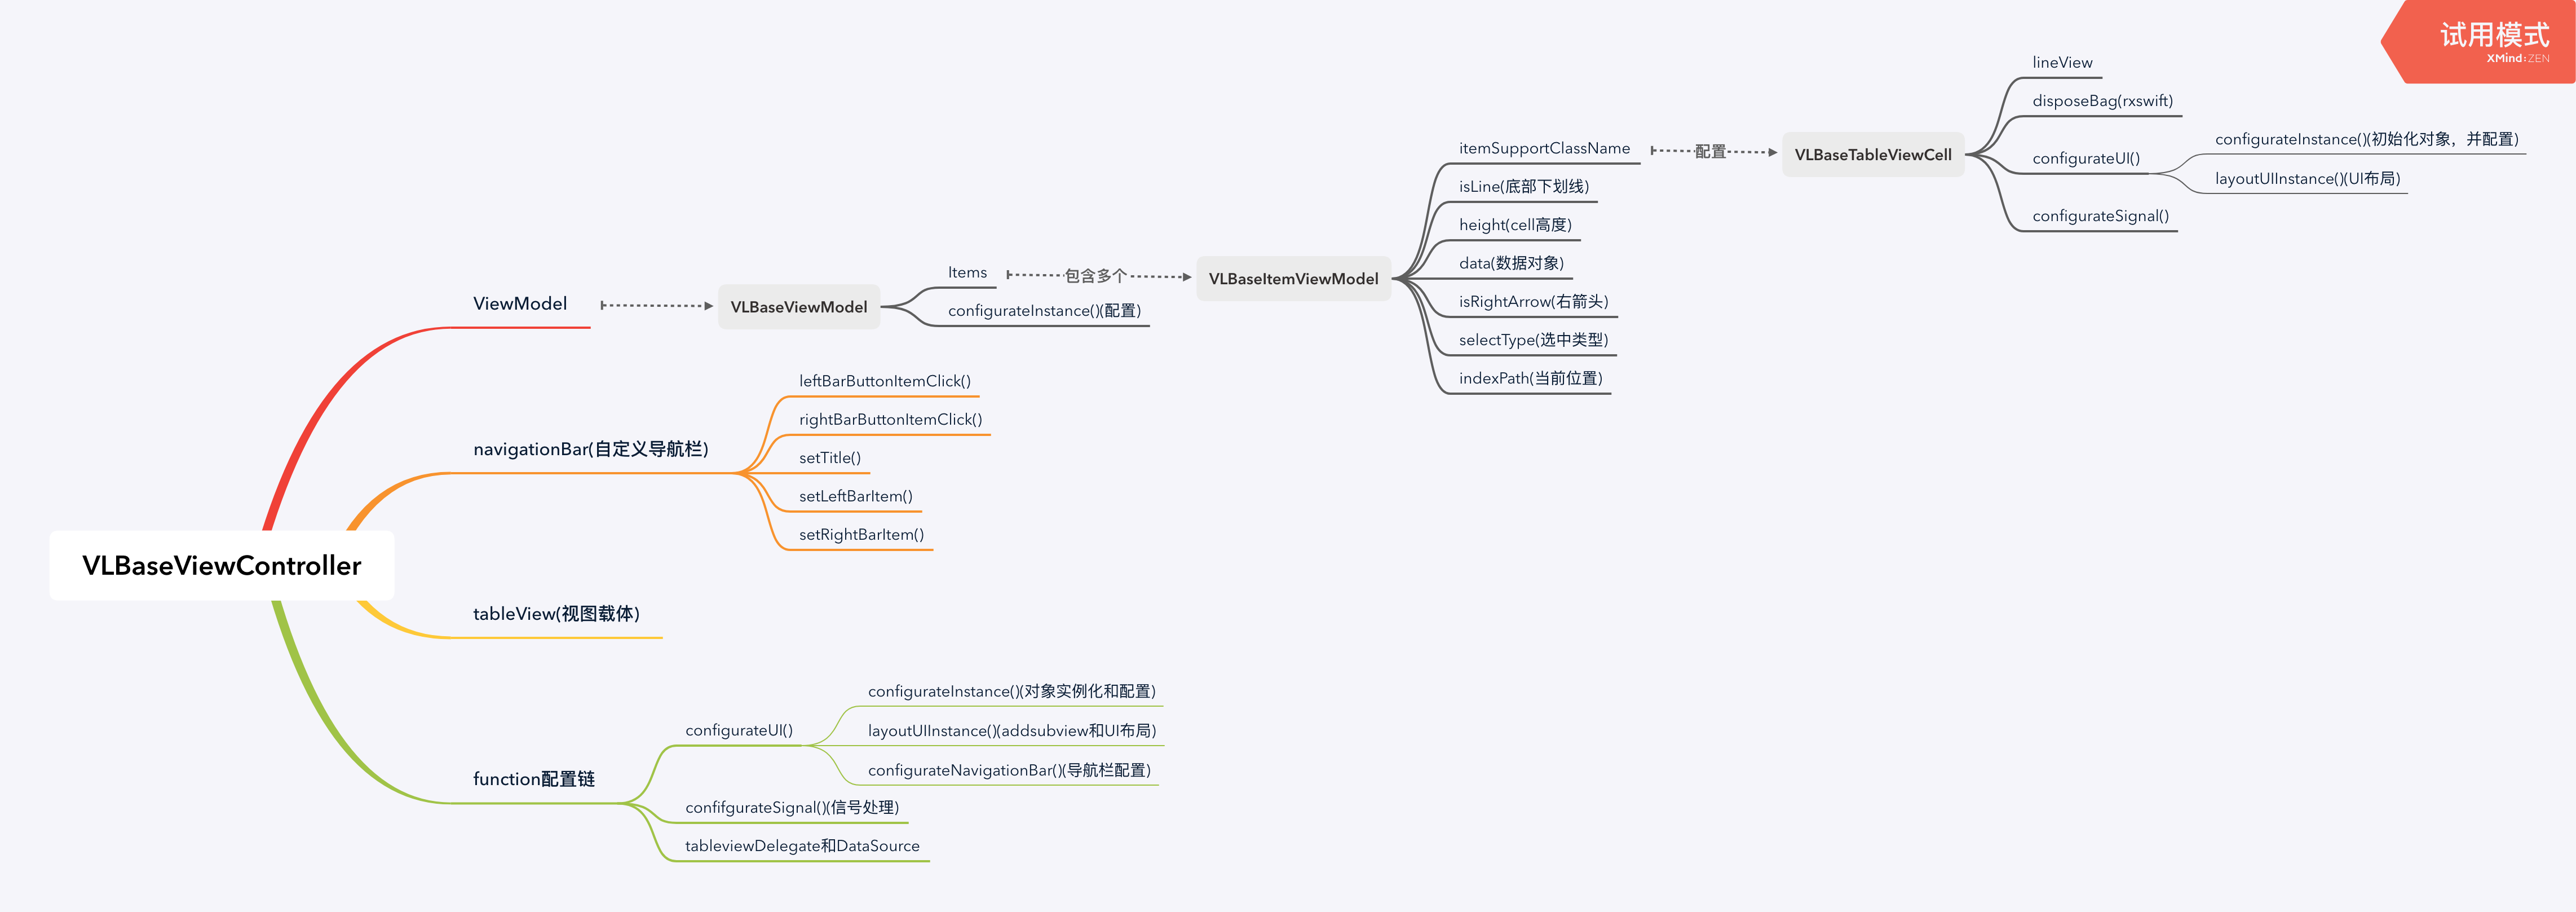 试用模式
XMind:ZEN
VLBaseViewController
ViewModel
VLBaseViewModel
Items
包含多个
configurateInstance()(配置)
VLBaseItemViewModel
itemSupportClassName
配置
isLine(底部下划线)
height(cell高度)
data(数据对象)
isRightArrow(右箭头)
selectType(选中类型)
indexPath(当前位置)
VLBaseTableViewCell
lineView
disposeBag(rxswift)
configurateUI()
configurateInstance()(初始化对象，并配置)
layoutUIInstance()(UI布局)
configurateSignal()
navigationBar(自定义导航栏)
leftBarButtonItemClick()
rightBarButtonItemClick()
setTitle()
setLeftBarItem()
setRightBarItem()
tableView(视图载体)
function配置链
configurateUI()
configurateInstance()(对象实例化和配置)
layoutUIInstance()(addsubview和UI布局)
configurateNavigationBar()(导航栏配置)
confifgurateSignal()(信号处理)
tableviewDelegate和DataSource